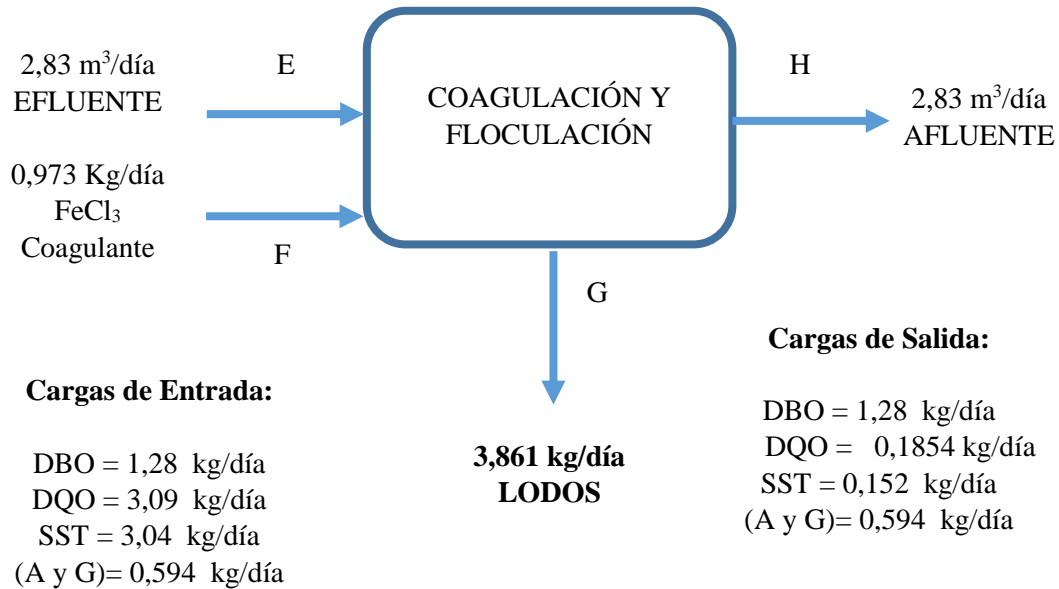 2,83 m³/día
EFLUENTE
E
0,973 Kg/día
FeCl₃
Coagulante
F
COAGULACIÓN Y
FLOCULACIÓN
H
2,83 m³/día
AFLUENTE
G
3,861 kg/día
LODOS
Cargas de Entrada:
DBO = 1,28 kg/día
DQO = 3,09 kg/día
SST = 3,04 kg/día
(A y G)= 0,594 kg/día
Cargas de Salida:
DBO = 1,28 kg/día
DQO = 0,1854 kg/día
SST = 0,152 kg/día
(A y G)= 0,594 kg/día